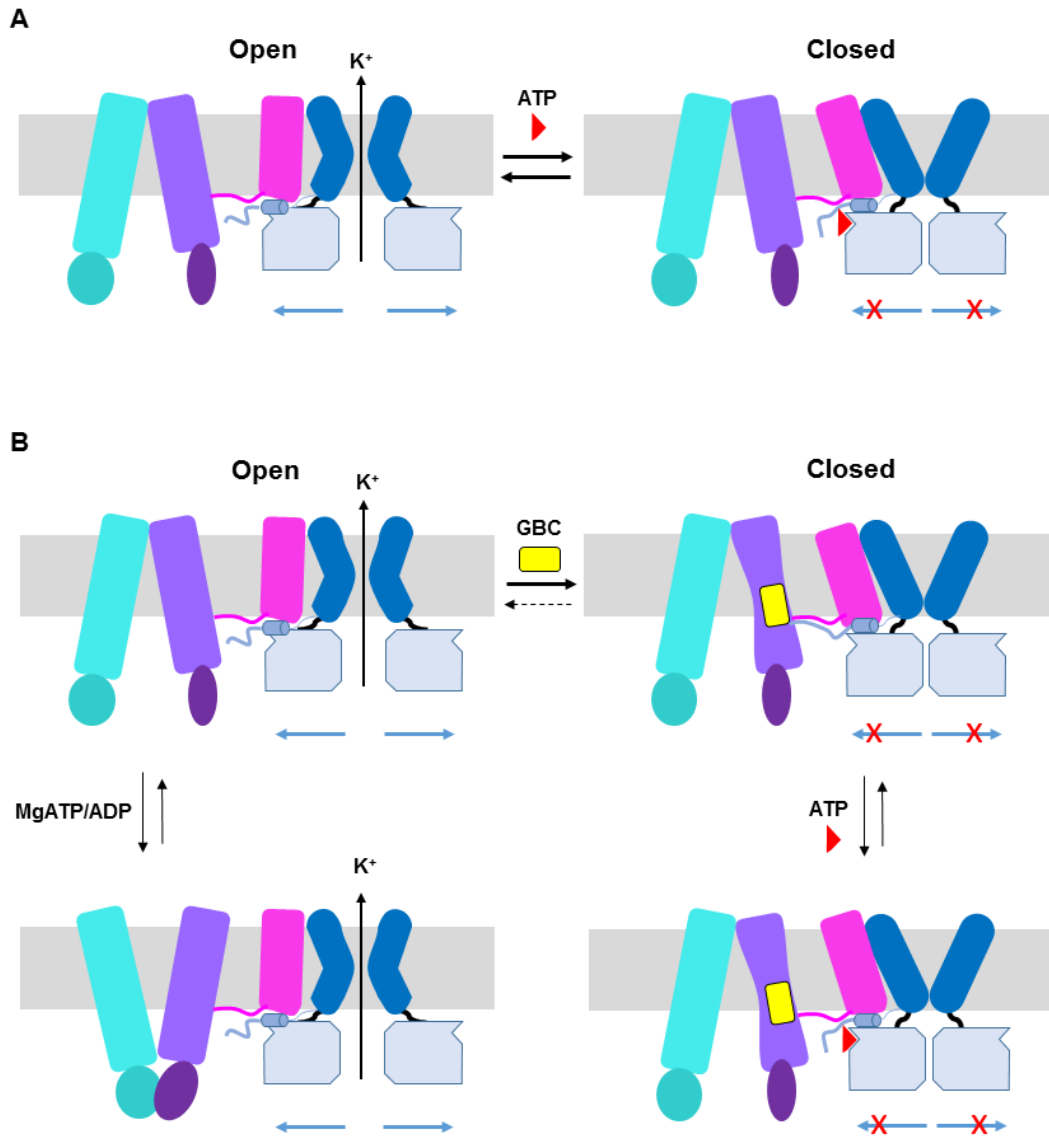 A
Open
Closed
K⁺
ATP
X X
B
Open
Closed
K⁺
GBC
X X
MgATP/ADP
ATP
K⁺
X X